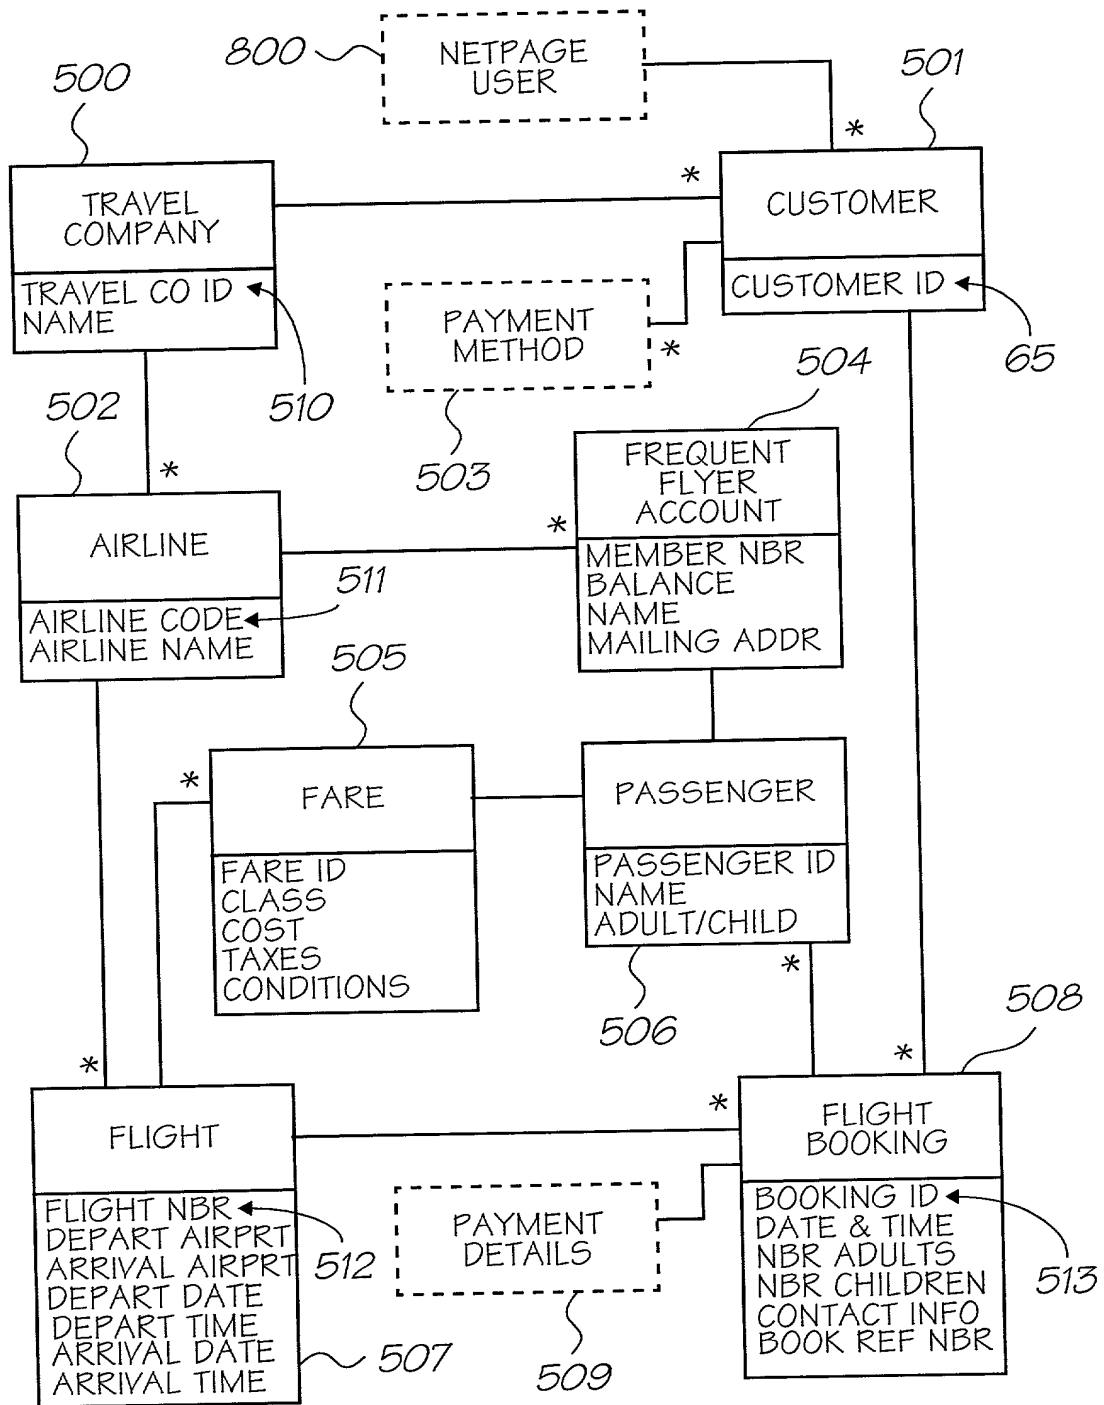 800
NETPAGE
USER
501
500
*
*
TRAVEL
COMPANY
CUSTOMER
TRAVEL CO ID
NAME
CUSTOMER ID
PAYMENT
METHOD
*
65
504
502
510
503
*
FREQUENT
FLYER
ACCOUNT
*
AIRLINE
MEMBER NBR
BALANCE
NAME
MAILING ADDR
511
AIRLINE CODE
AIRLINE NAME
505
*
FARE
PASSENGER
FARE ID
CLASS
COST
TAXES
CONDITIONS
PASSENGER ID
NAME
ADULT/CHILD
*
506
508
*
*
*
FLIGHT
FLIGHT
BOOKING
FLIGHT NBR
DEPART AIRPRT
ARRIVAL AIRPRT
DEPART DATE
DEPART TIME
ARRIVAL DATE
ARRIVAL TIME
512
PAYMENT
DETAILS
BOOKING ID
DATE & TIME
NBR ADULTS
NBR CHILDREN
CONTACT INFO
BOOK REF NBR
513
507
509